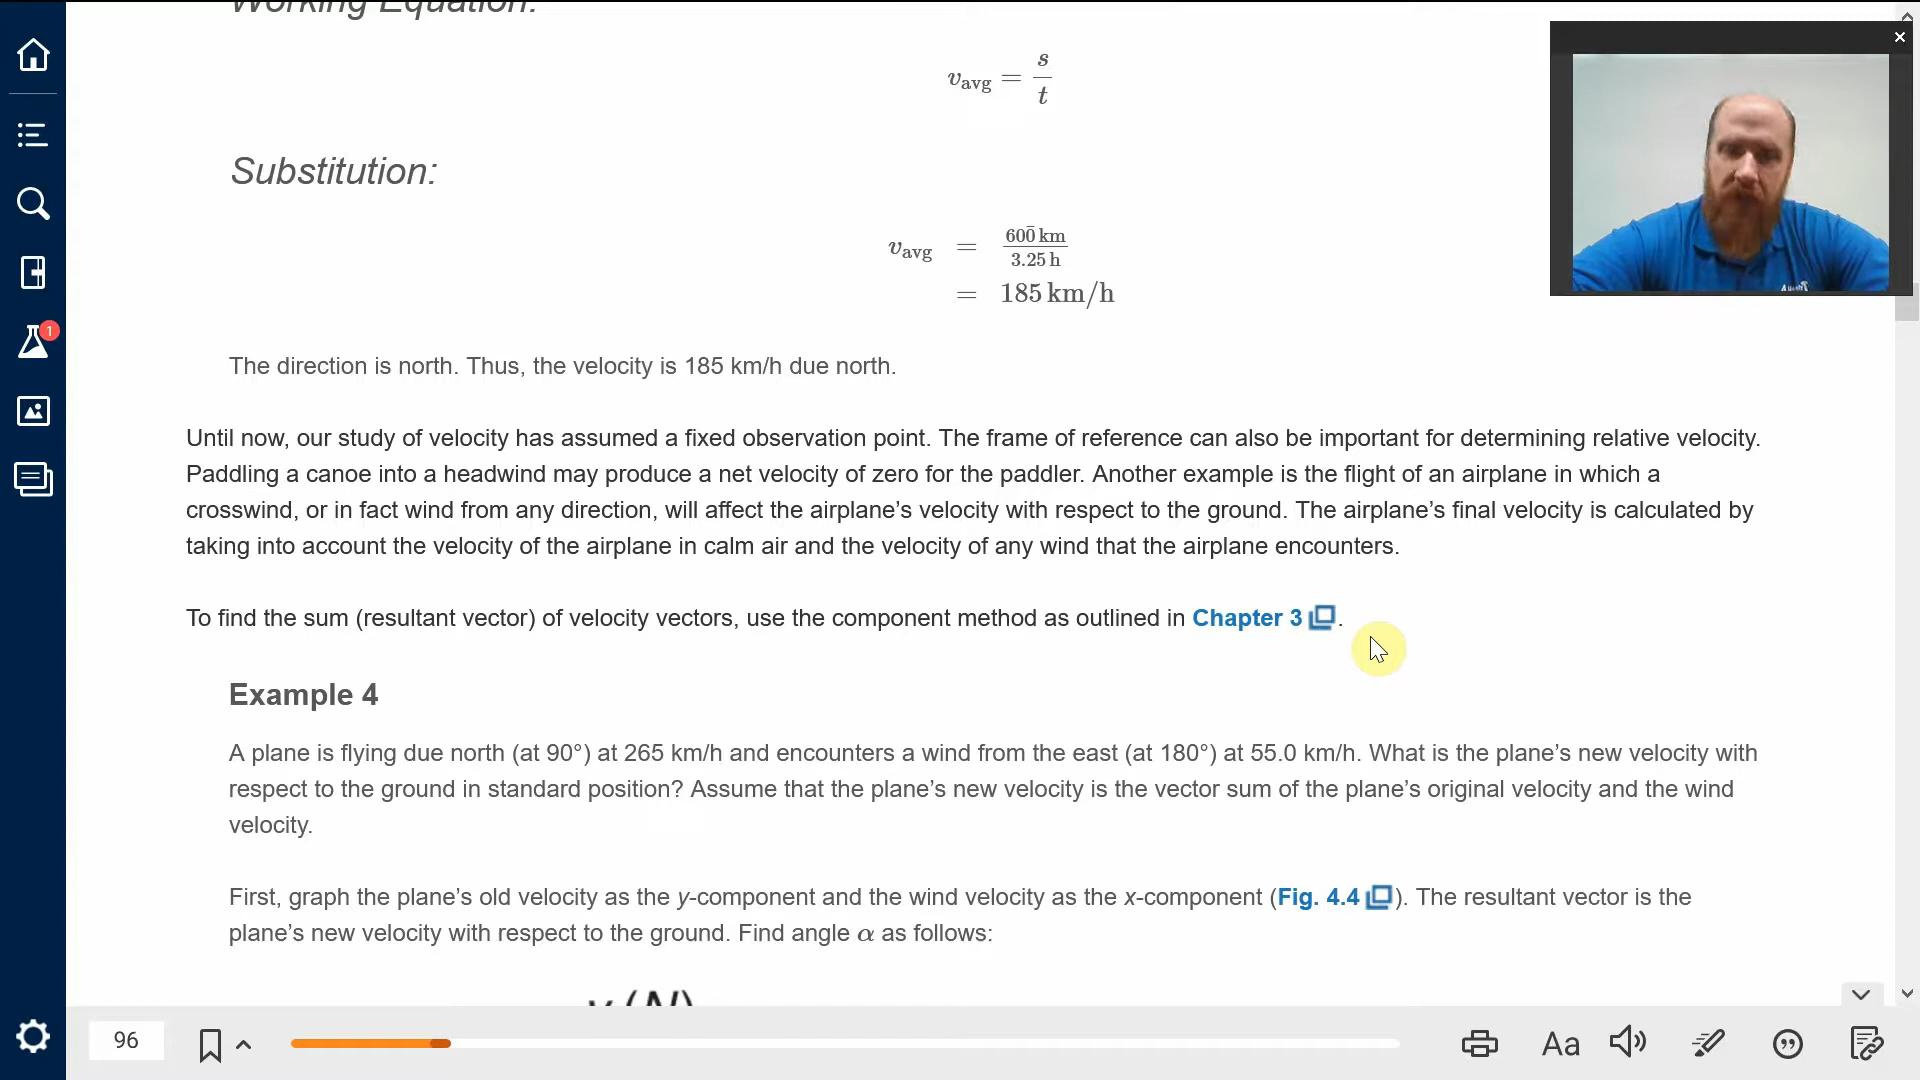 Working Equation:
v_avg = s/t
Substitution:
v_avg = 600̄ km / 3.25 h
= 185 km/h
The direction is north. Thus, the velocity is 185 km/h due north.
Until now, our study of velocity has assumed a fixed observation point. The frame of reference can also be important for determining relative velocity.
Paddling a canoe into a headwind may produce a net velocity of zero for the paddler. Another example is the flight of an airplane in which a
crosswind, or in fact wind from any direction, will affect the airplane’s velocity with respect to the ground. The airplane’s final velocity is calculated by
taking into account the velocity of the airplane in calm air and the velocity of any wind that the airplane encounters.
To find the sum (resultant vector) of velocity vectors, use the component method as outlined in Chapter 3.
Example 4
A plane is flying due north (at 90°) at 265 km/h and encounters a wind from the east (at 180°) at 55.0 km/h. What is the plane’s new velocity with
respect to the ground in standard position? Assume that the plane’s new velocity is the vector sum of the plane’s original velocity and the wind
velocity.
First, graph the plane’s old velocity as the y-component and the wind velocity as the x-component (Fig. 4.4). The resultant vector is the
plane’s new velocity with respect to the ground. Find angle α as follows:
y (N)
1
96
Aa